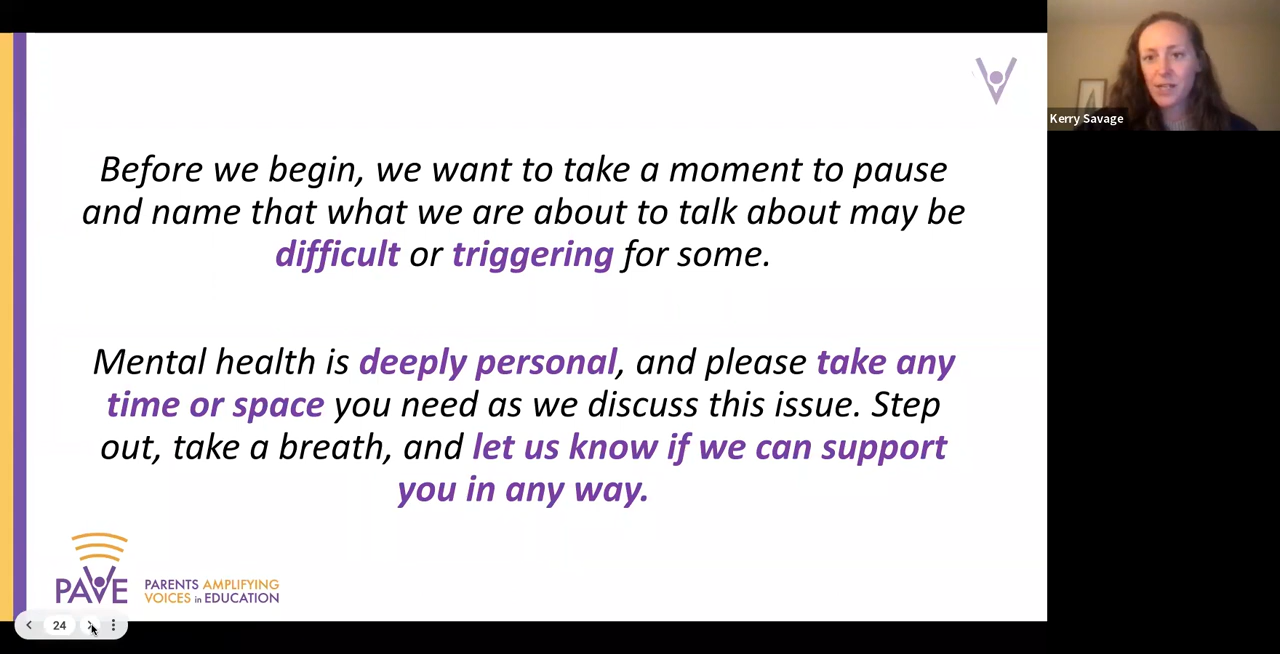 Before we begin, we want to take a moment to pause
and name that what we are about to talk about may be
difficult or triggering for some.
Mental health is deeply personal, and please take any
time or space you need as we discuss this issue. Step
out, take a breath, and let us know if we can support
you in any way.
PAVE
PARENTS AMPLIFYING
VOICES in EDUCATION
24
Kerry Savage